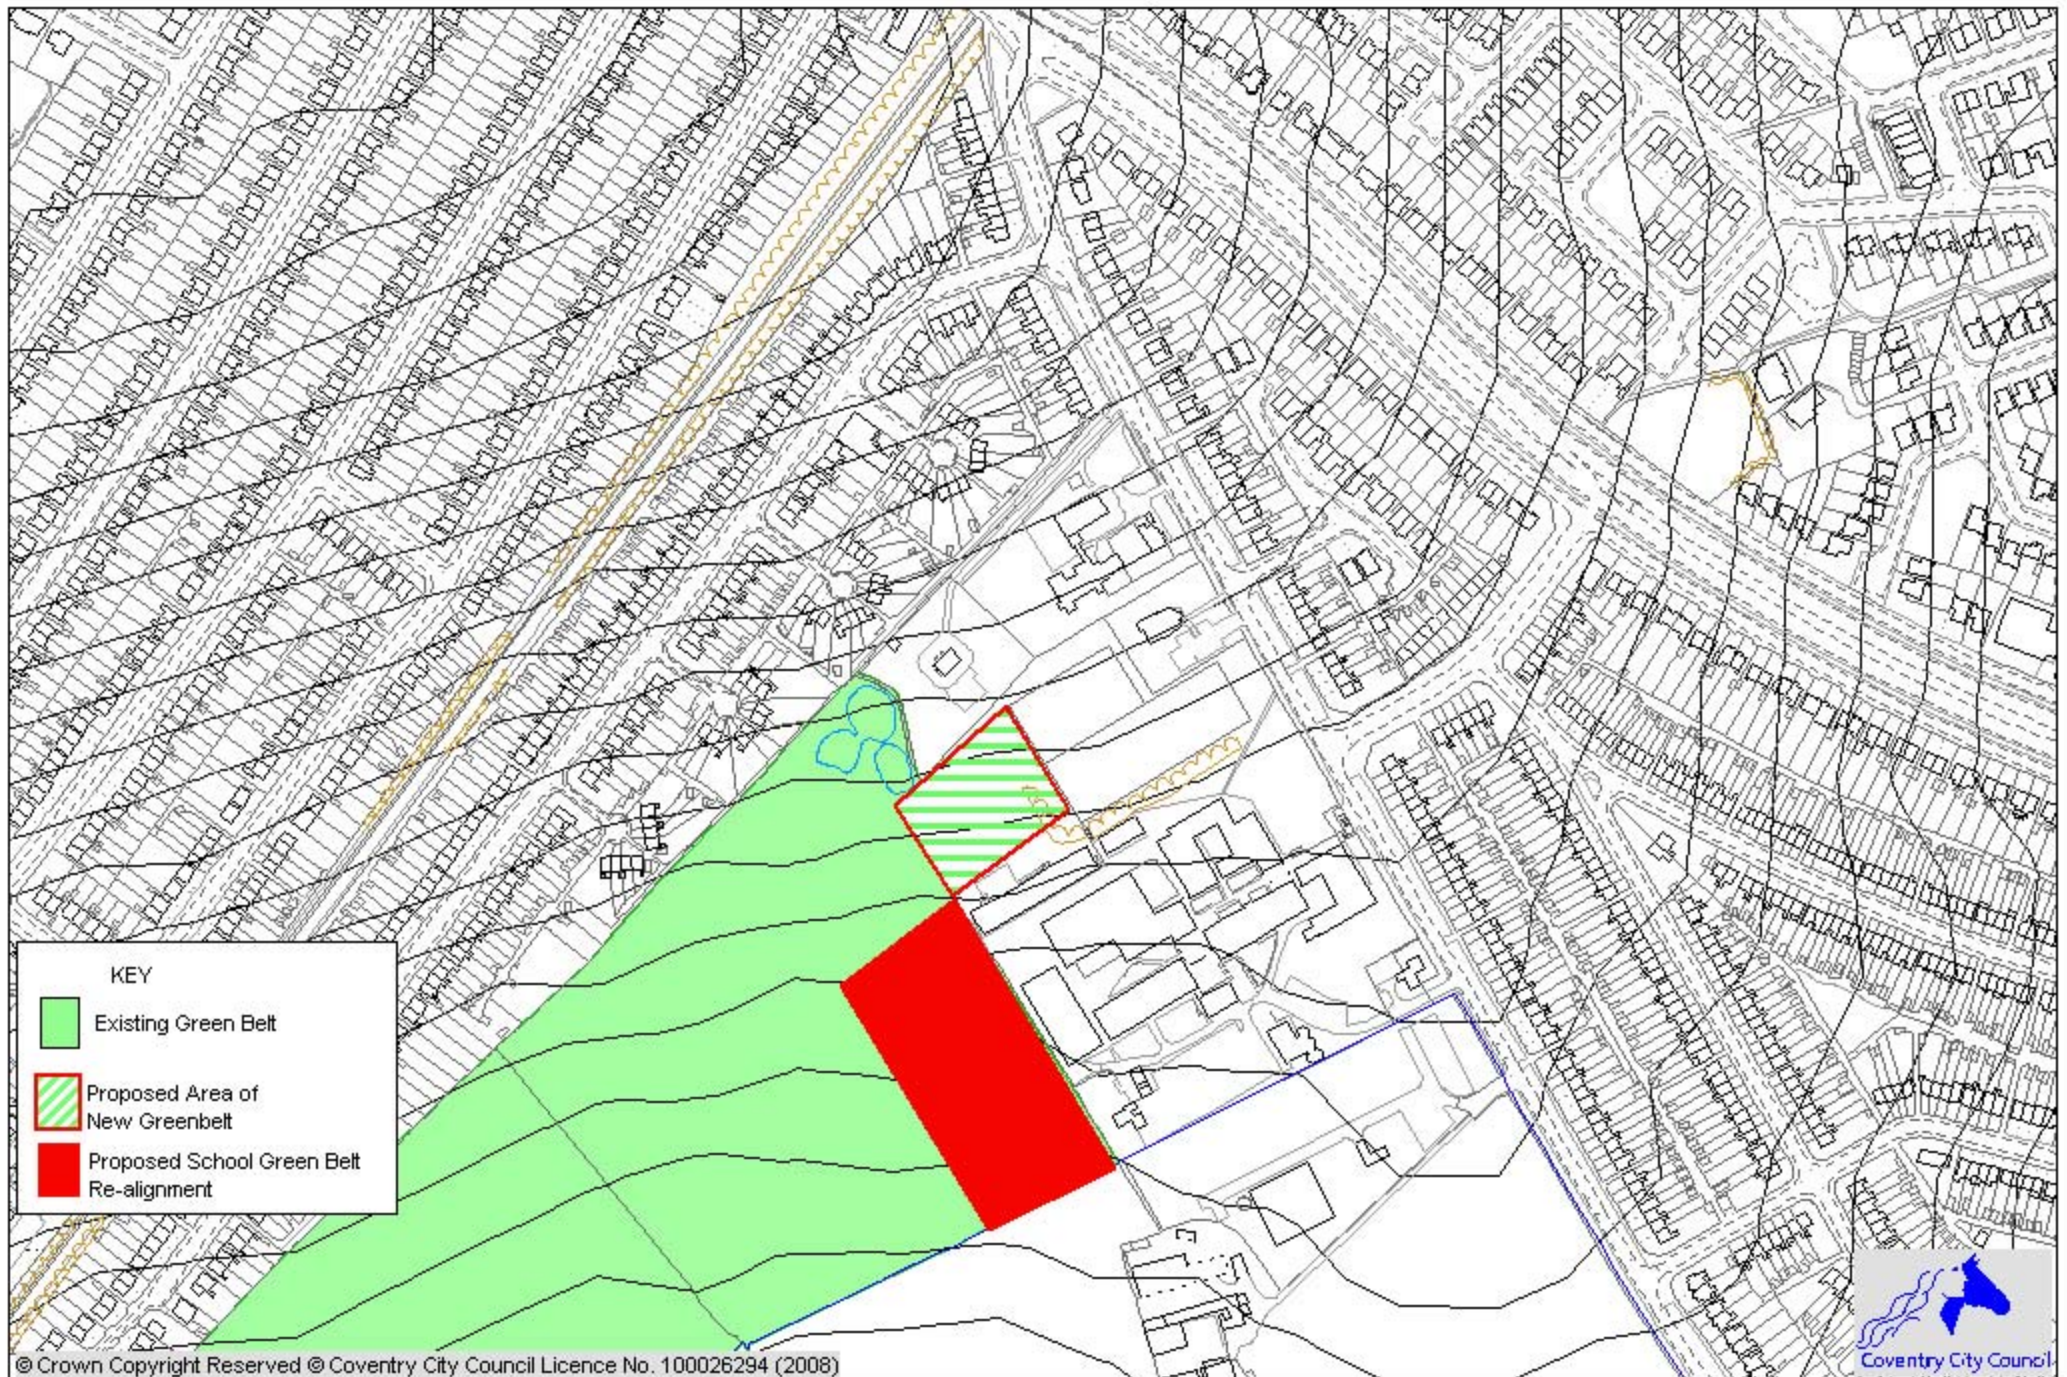 KEY
Existing Green Belt
Proposed Area of
New Greenbelt
Proposed School Green Belt
Re-alignment
© Crown Copyright Reserved © Coventry City Council Licence No. 100026294 (2008)
Coventry City Council